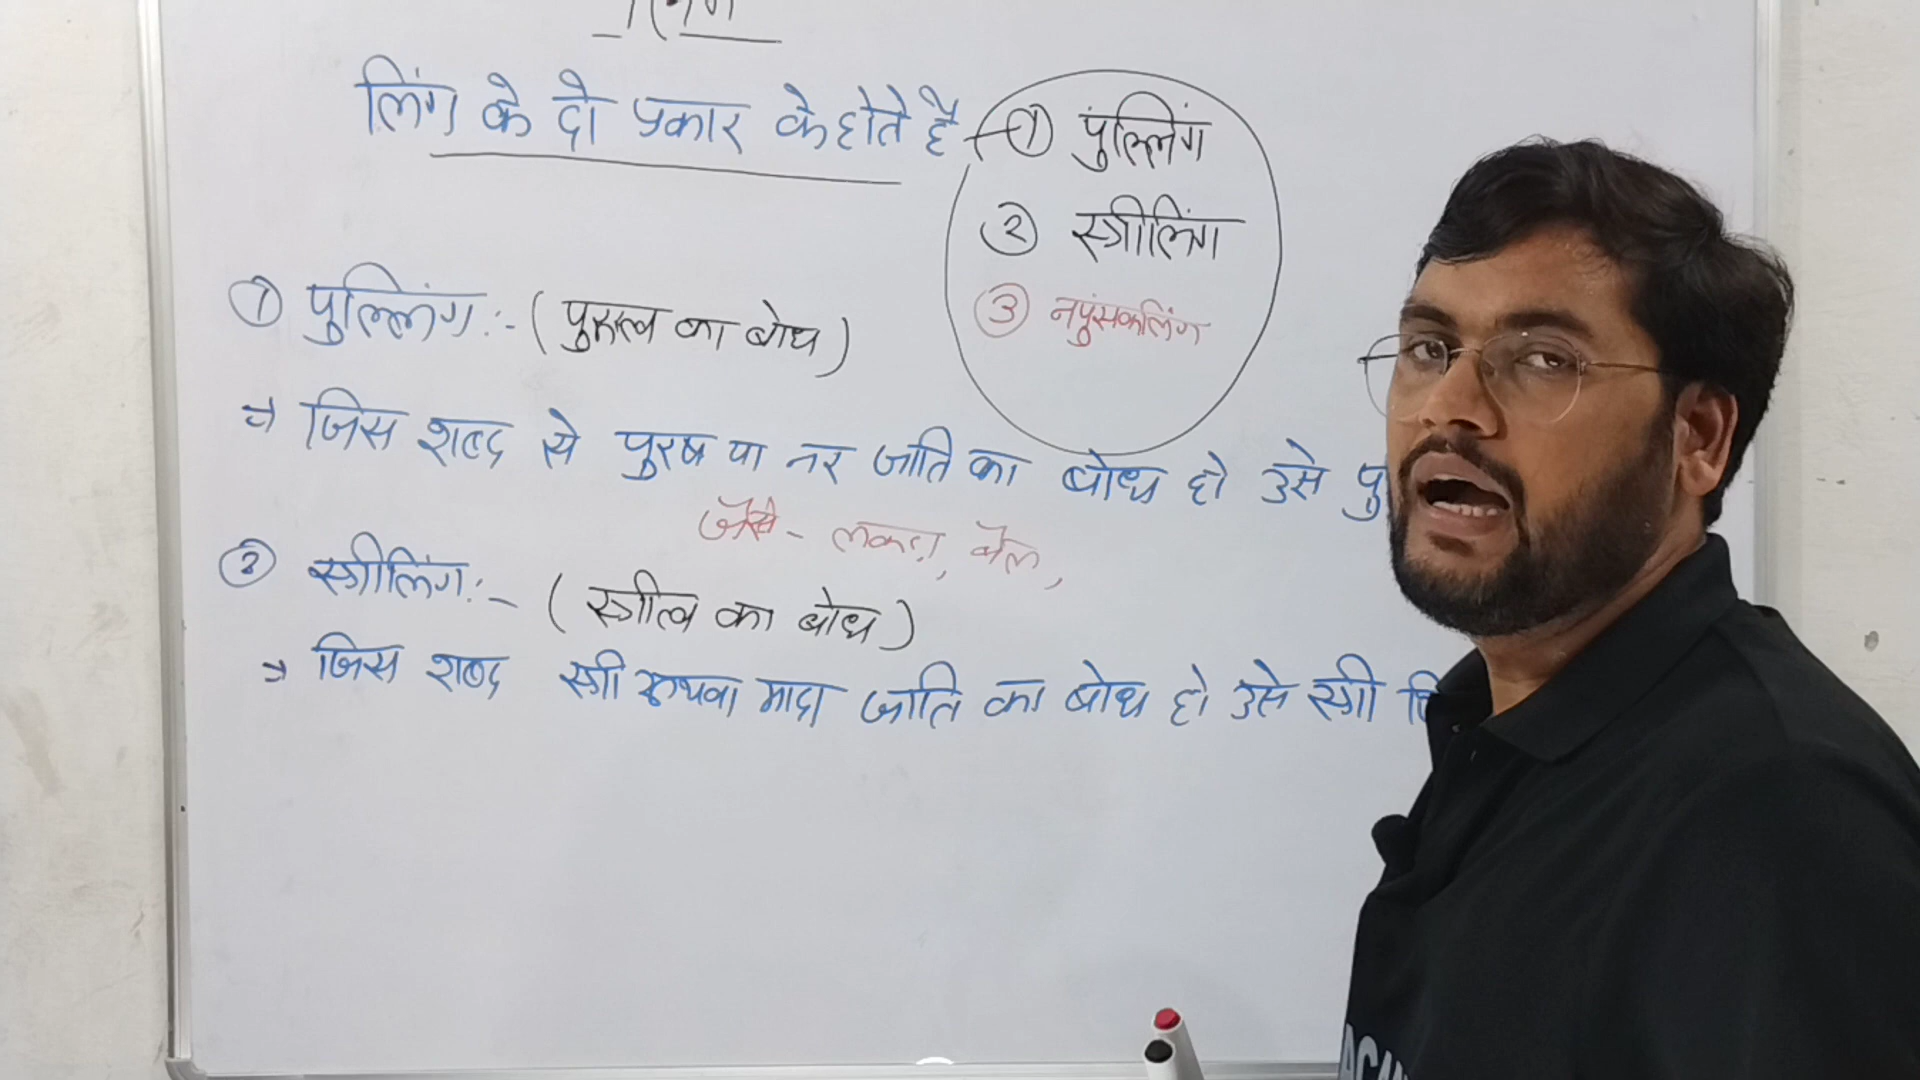 लिंग
लिंग के दो प्रकार के होते है
① पुंल्लिंग
② स्त्रीलिंग
③ नपुंसकलिंग
① पुल्लिंग :- (पुरुषत्व का बोध)
→ जिस शब्द से पुरुष या नर जाति का बोध हो उसे पु
जैसे - लड़का, बैल,
② स्त्रीलिंग :- (स्त्रीत्व का बोध)
→ जिस शब्द स्त्री अथवा मादा जाति का बोध हो उसे स्त्री